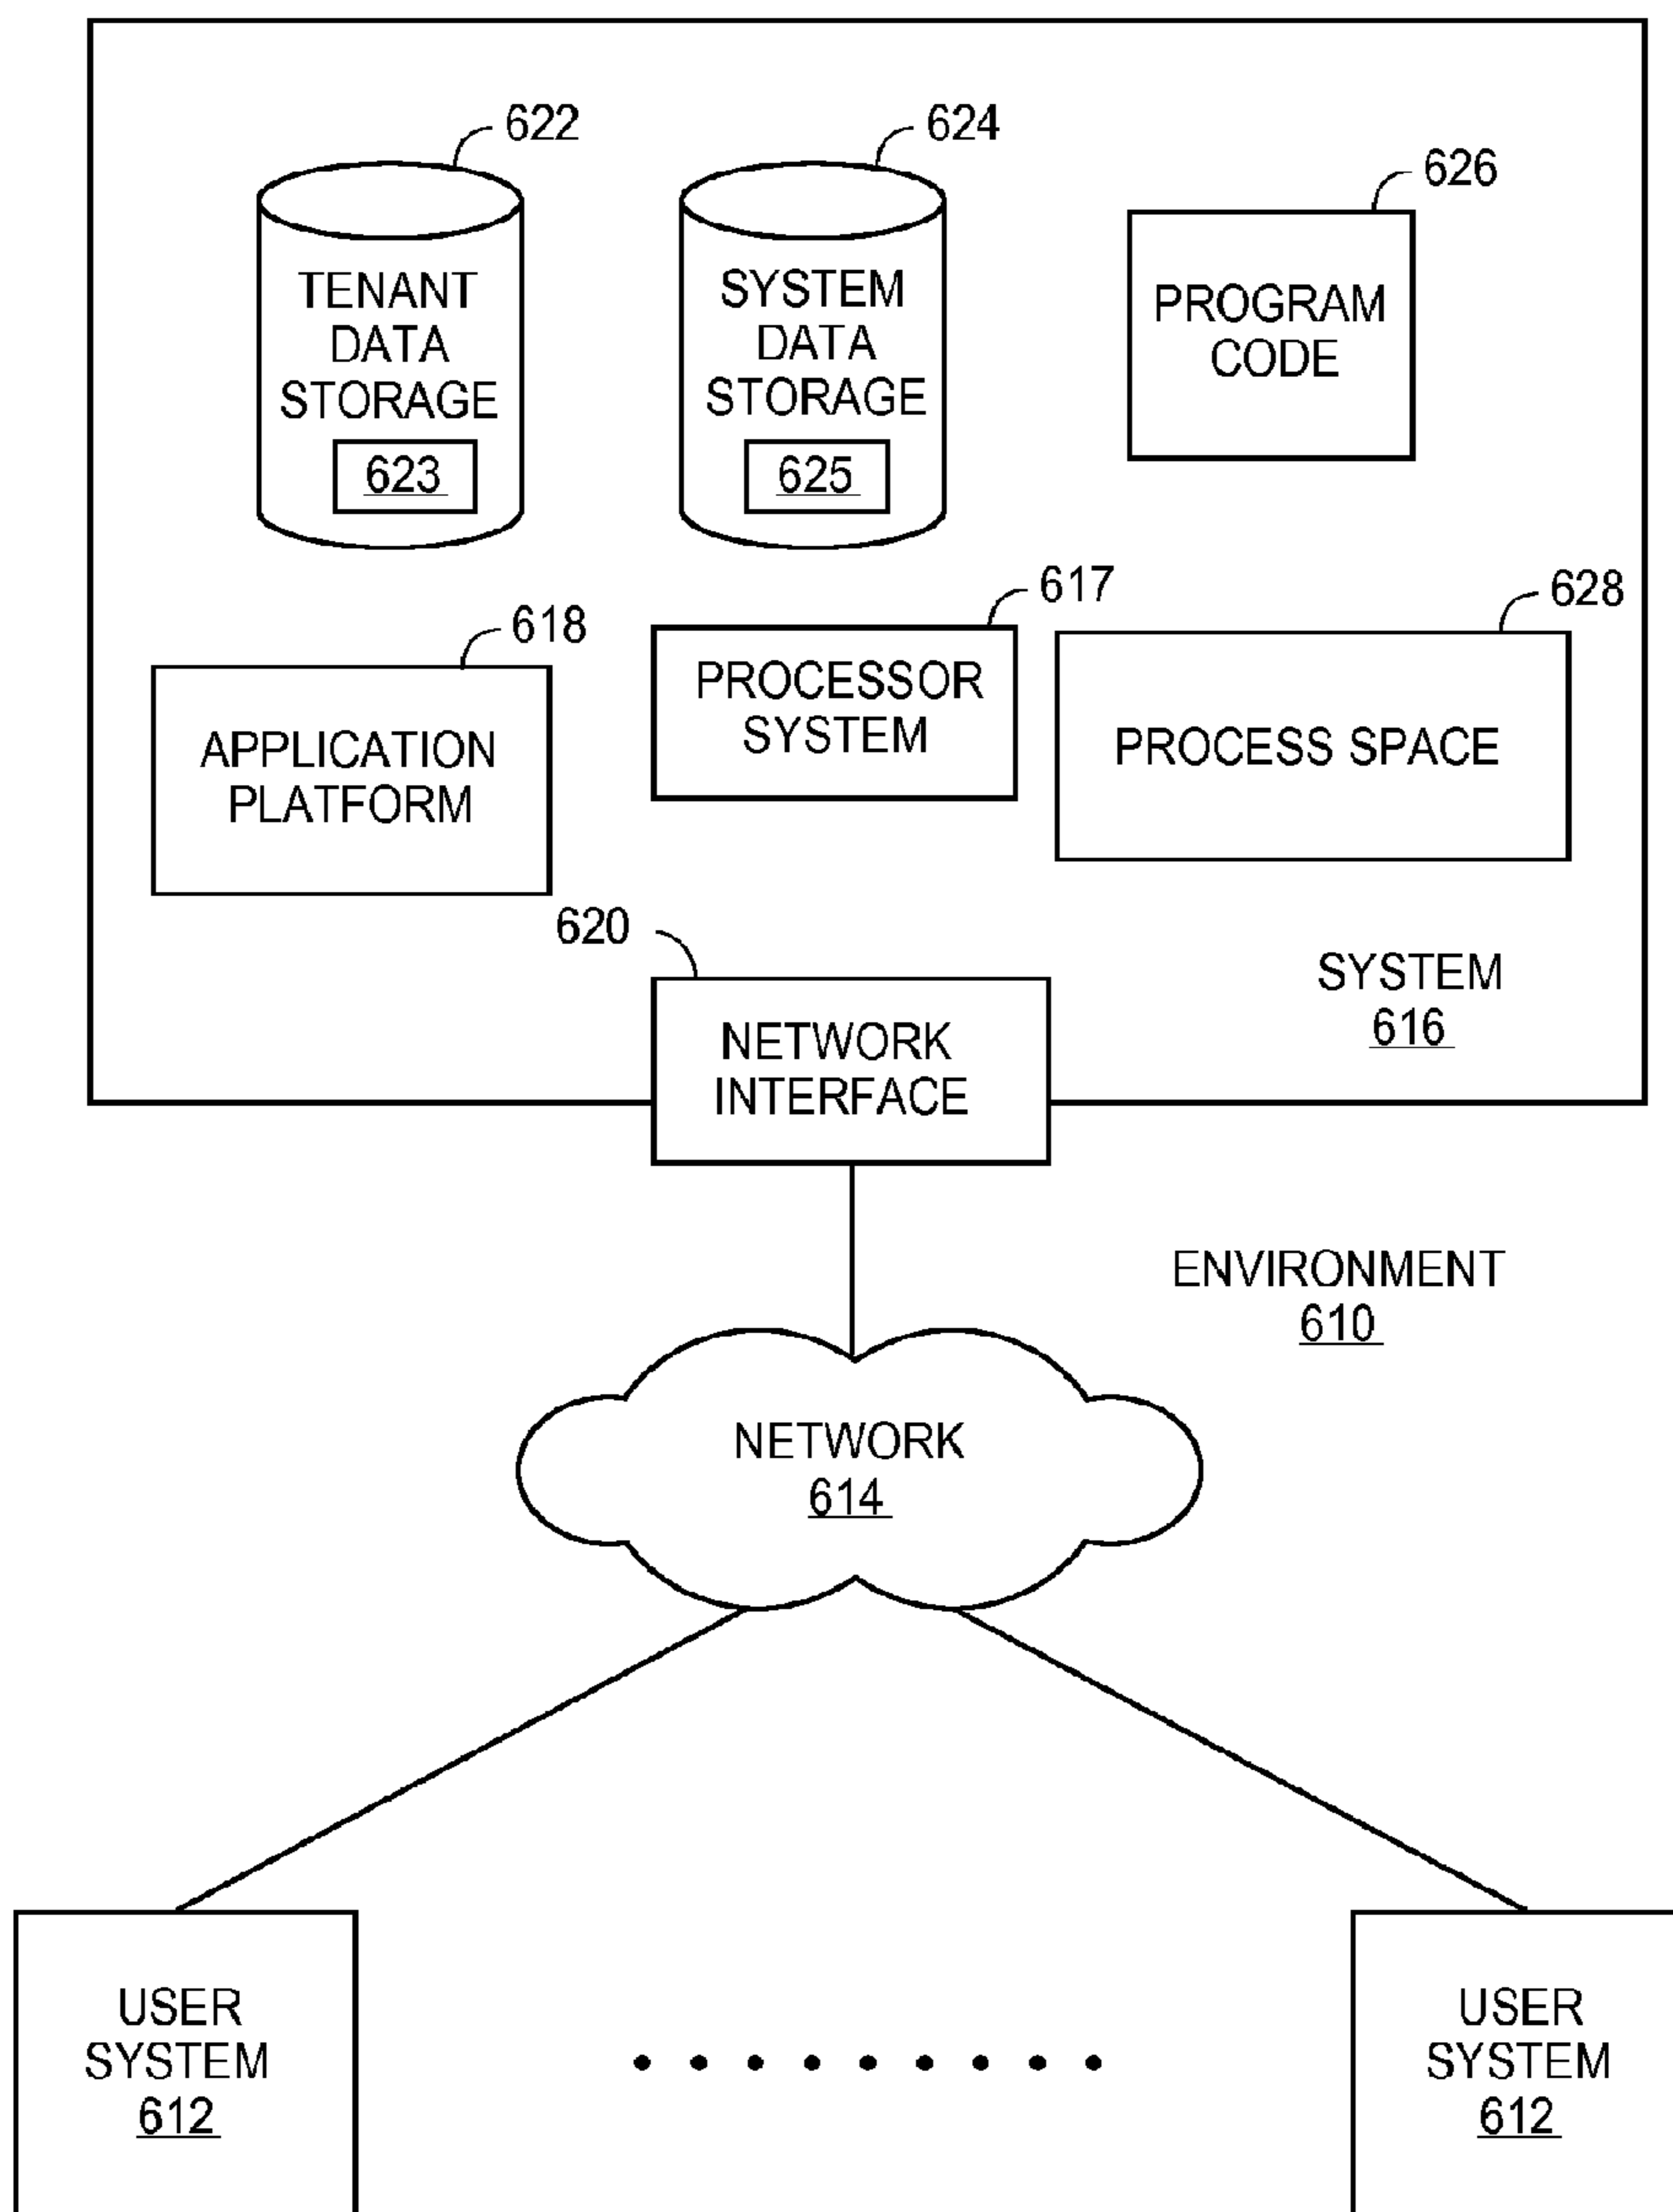 622
624
626
TENANT
DATA
STORAGE
623
SYSTEM
DATA
STORAGE
625
PROGRAM
CODE
618
617
628
APPLICATION
PLATFORM
PROCESSOR
SYSTEM
PROCESS SPACE
620
NETWORK
INTERFACE
SYSTEM
616
ENVIRONMENT
610
NETWORK
614
USER
SYSTEM
612
USER
SYSTEM
612